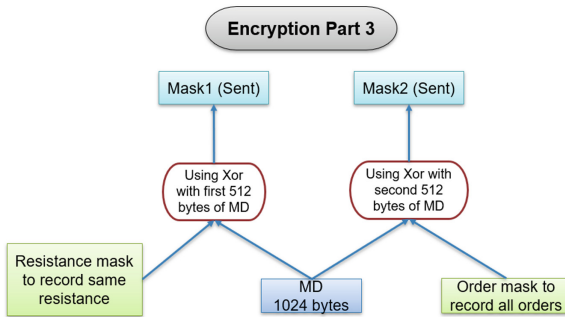 Encryption Part 3
Mask1 (Sent)
Mask2 (Sent)
Using Xor
with first 512
bytes of MD
Using Xor with
second 512
bytes of MD
Resistance mask
to record same
resistance
MD
1024 bytes
Order mask to
record all orders